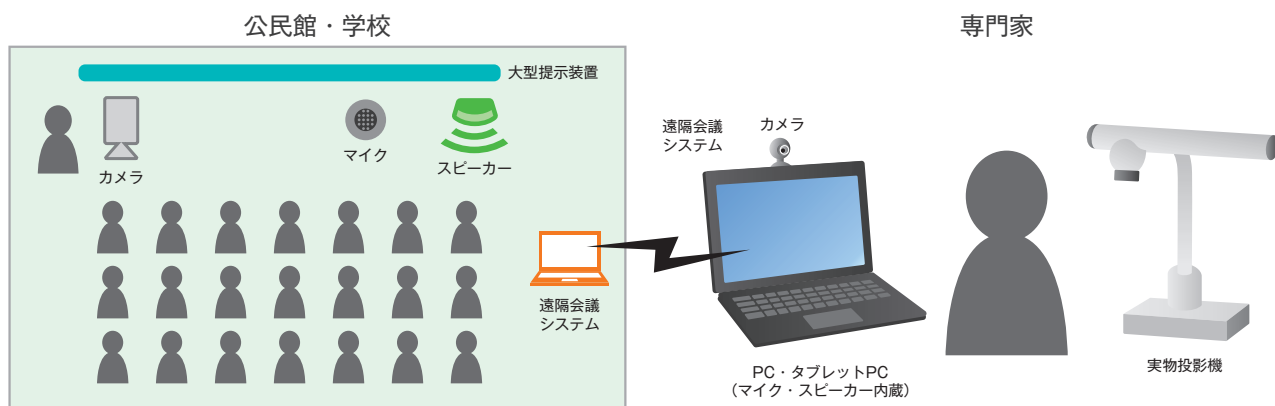 公民館・学校
専門家
大型提示装置
カメラ
マイク
スピーカー
遠隔会議
システム
遠隔会議
システム
カメラ
PC・タブレットPC
（マイク・スピーカー内蔵）
実物投影機